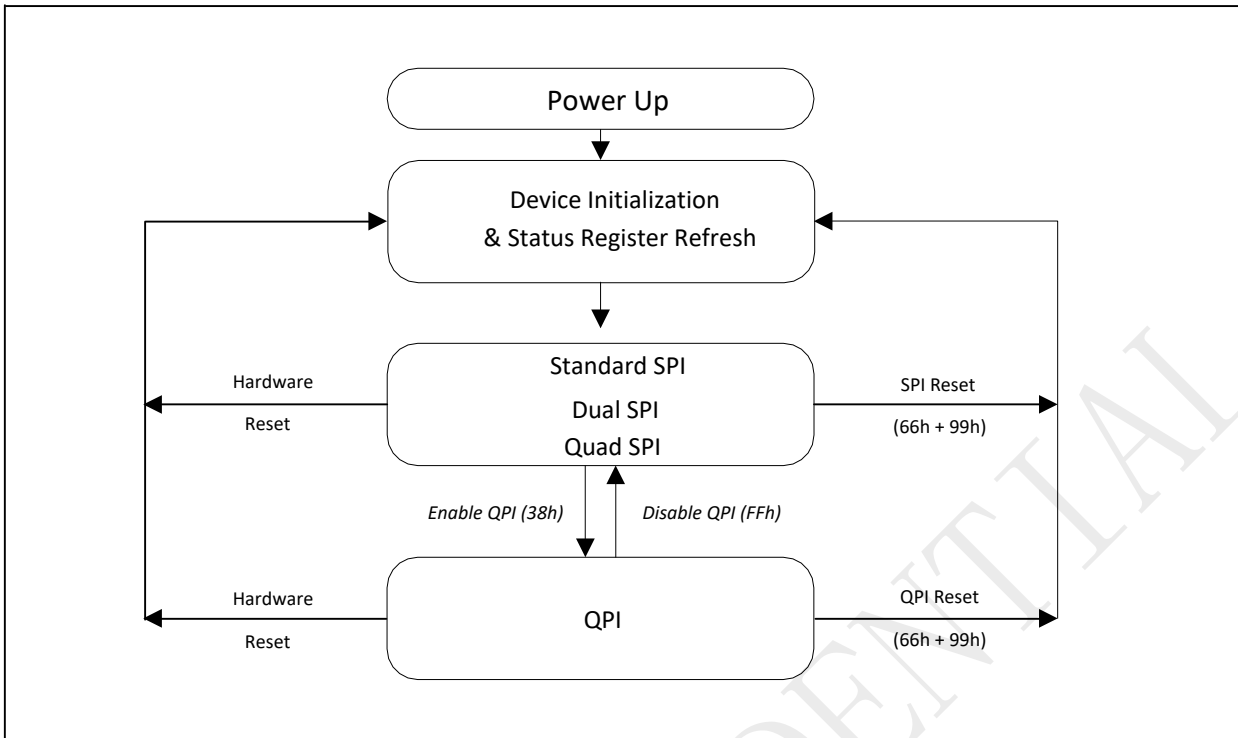 Power Up
Device Initialization
& Status Register Refresh
Standard SPI
Dual SPI
Quad SPI
Hardware
Reset
SPI Reset
(66h + 99h)
Enable QPI (38h)
Disable QPI (FFh)
QPI
Hardware
Reset
QPI Reset
(66h + 99h)